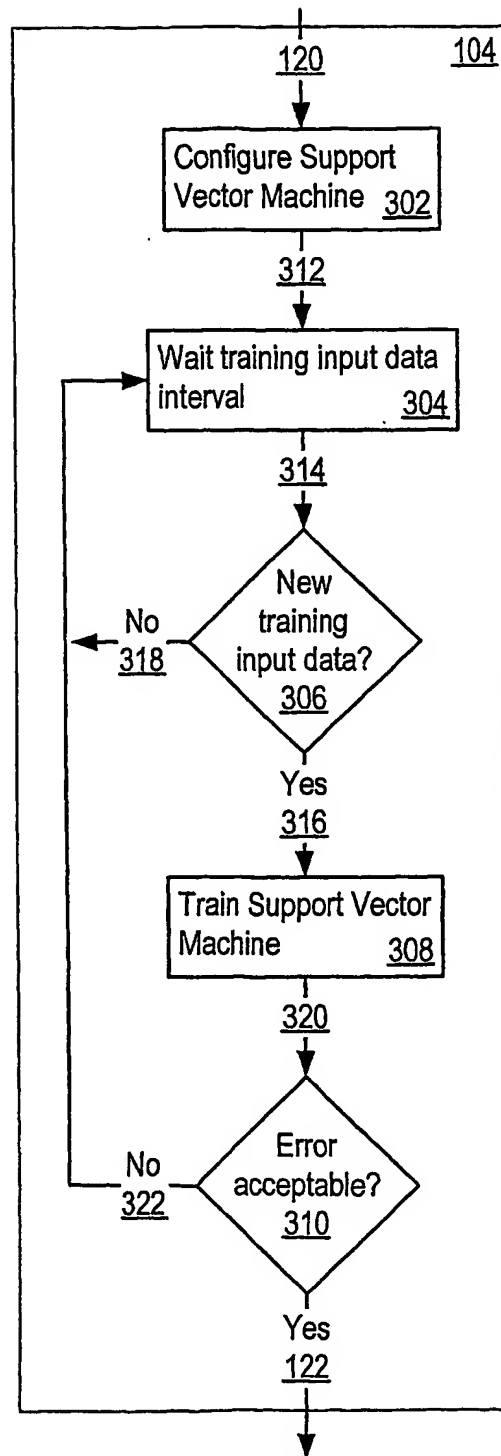 120
104
Configure Support
Vector Machine 302
312
Wait training input data
interval 304
314
New
training
input data?
306
No
318
Yes
316
Train Support Vector
Machine 308
320
Error
acceptable?
310
No
322
Yes
122